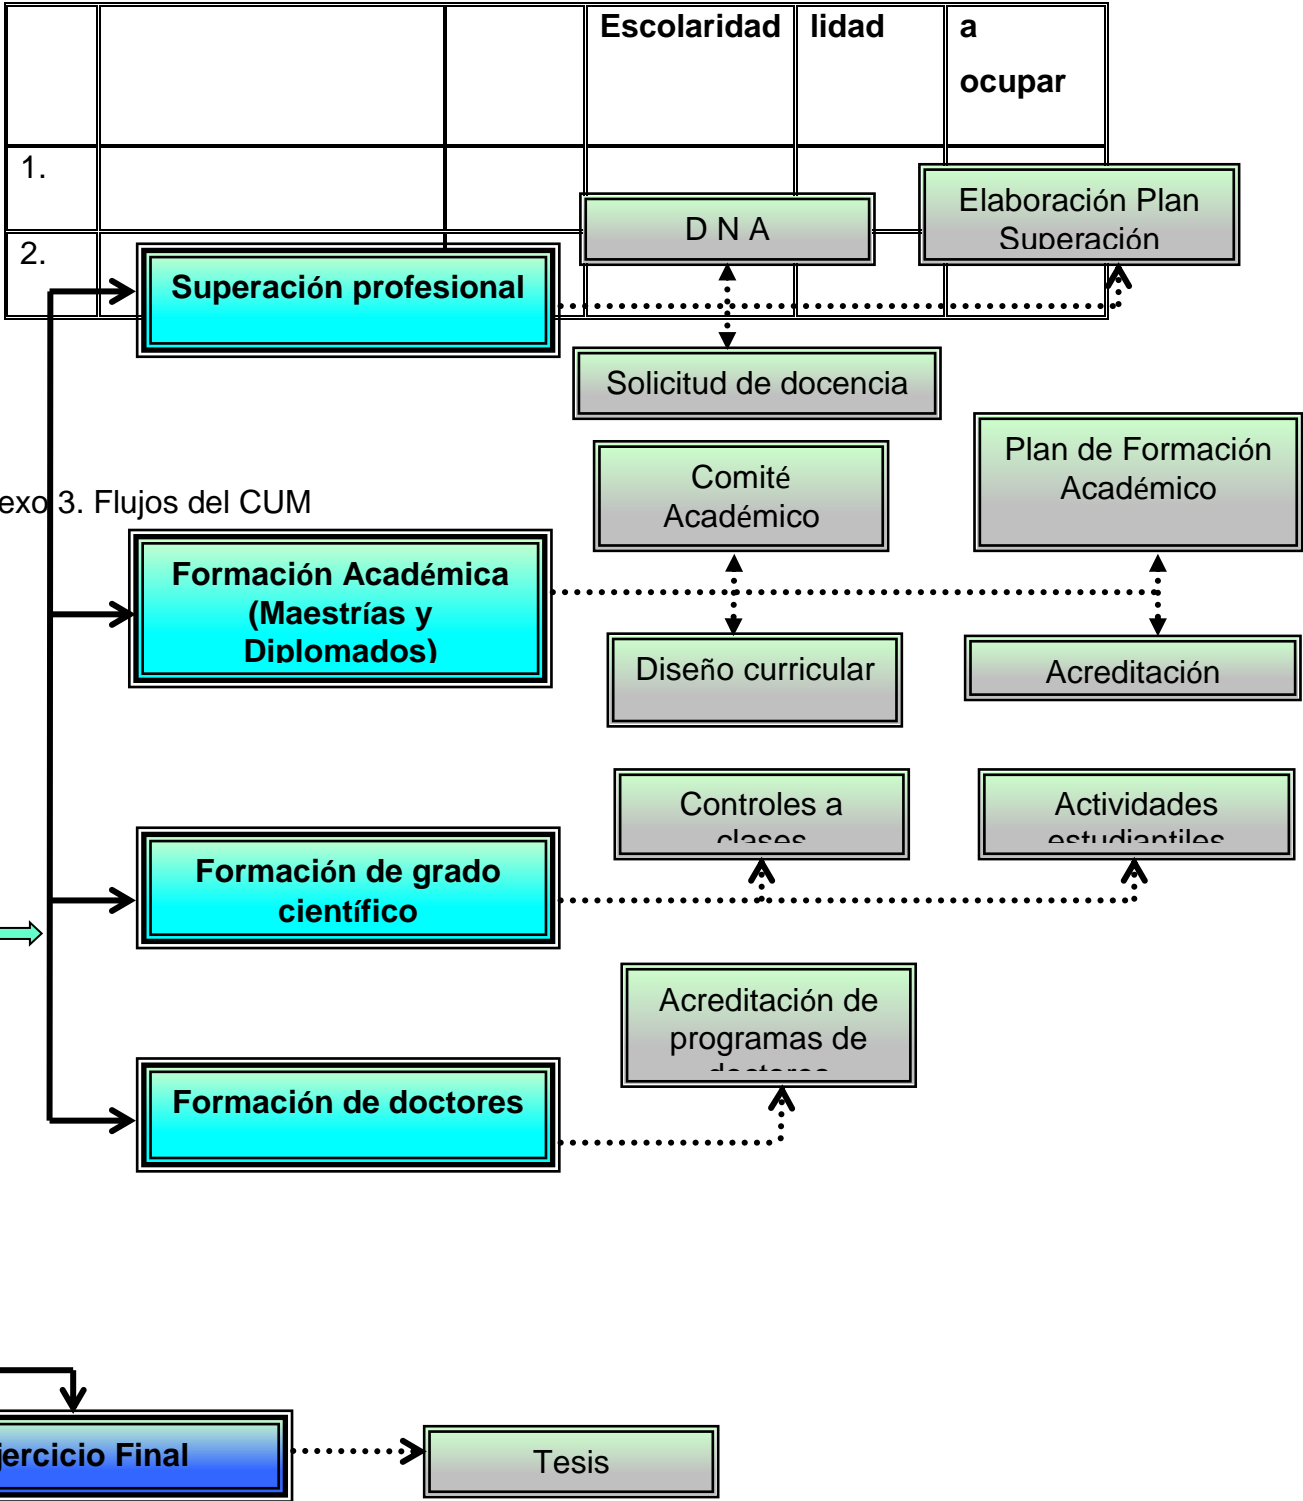 Escolaridad
lidad
a
ocupar
1.
2.
D N A
Elaboración Plan
Superación
Superación profesional
Solicitud de docencia
exo 3. Flujos del CUM
Comité
Académico
Plan de Formación
Académico
Formación Académica
(Maestrías y
Diplomados)
Diseño curricular
Acreditación
Controles a
clases
Actividades
estudiantiles
Formación de grado
científico
Acreditación de
programas de
doctores
Formación de doctores
jercicio Final
Tesis